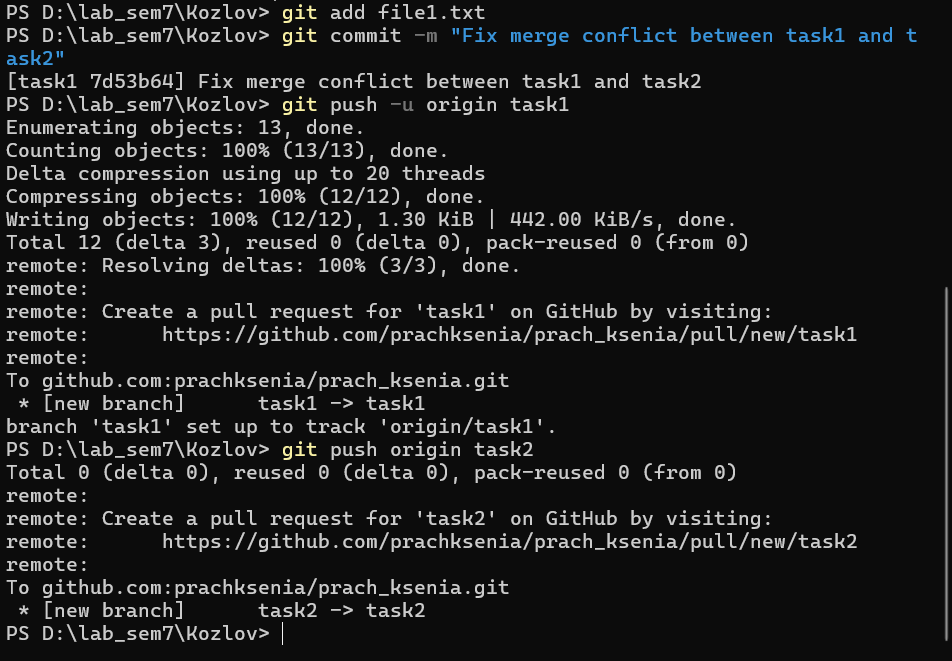 PS D:\lab_sem7\Kozlov> git add file1.txt
PS D:\lab_sem7\Kozlov> git commit -m "Fix merge conflict between task1 and t
ask2"
[task1 7d53b64] Fix merge conflict between task1 and task2
PS D:\lab_sem7\Kozlov> git push -u origin task1
Enumerating objects: 13, done.
Counting objects: 100% (13/13), done.
Delta compression using up to 20 threads
Compressing objects: 100% (12/12), done.
Writing objects: 100% (12/12), 1.30 KiB | 442.00 KiB/s, done.
Total 12 (delta 3), reused 0 (delta 0), pack-reused 0 (from 0)
remote: Resolving deltas: 100% (3/3), done.
remote:
remote: Create a pull request for 'task1' on GitHub by visiting:
remote:      https://github.com/prachksenia/prach_ksenia/pull/new/task1
remote:
To github.com:prachksenia/prach_ksenia.git
 * [new branch]      task1 -> task1
branch 'task1' set up to track 'origin/task1'.
PS D:\lab_sem7\Kozlov> git push origin task2
Total 0 (delta 0), reused 0 (delta 0), pack-reused 0 (from 0)
remote:
remote: Create a pull request for 'task2' on GitHub by visiting:
remote:      https://github.com/prachksenia/prach_ksenia/pull/new/task2
remote:
To github.com:prachksenia/prach_ksenia.git
 * [new branch]      task2 -> task2
PS D:\lab_sem7\Kozlov>